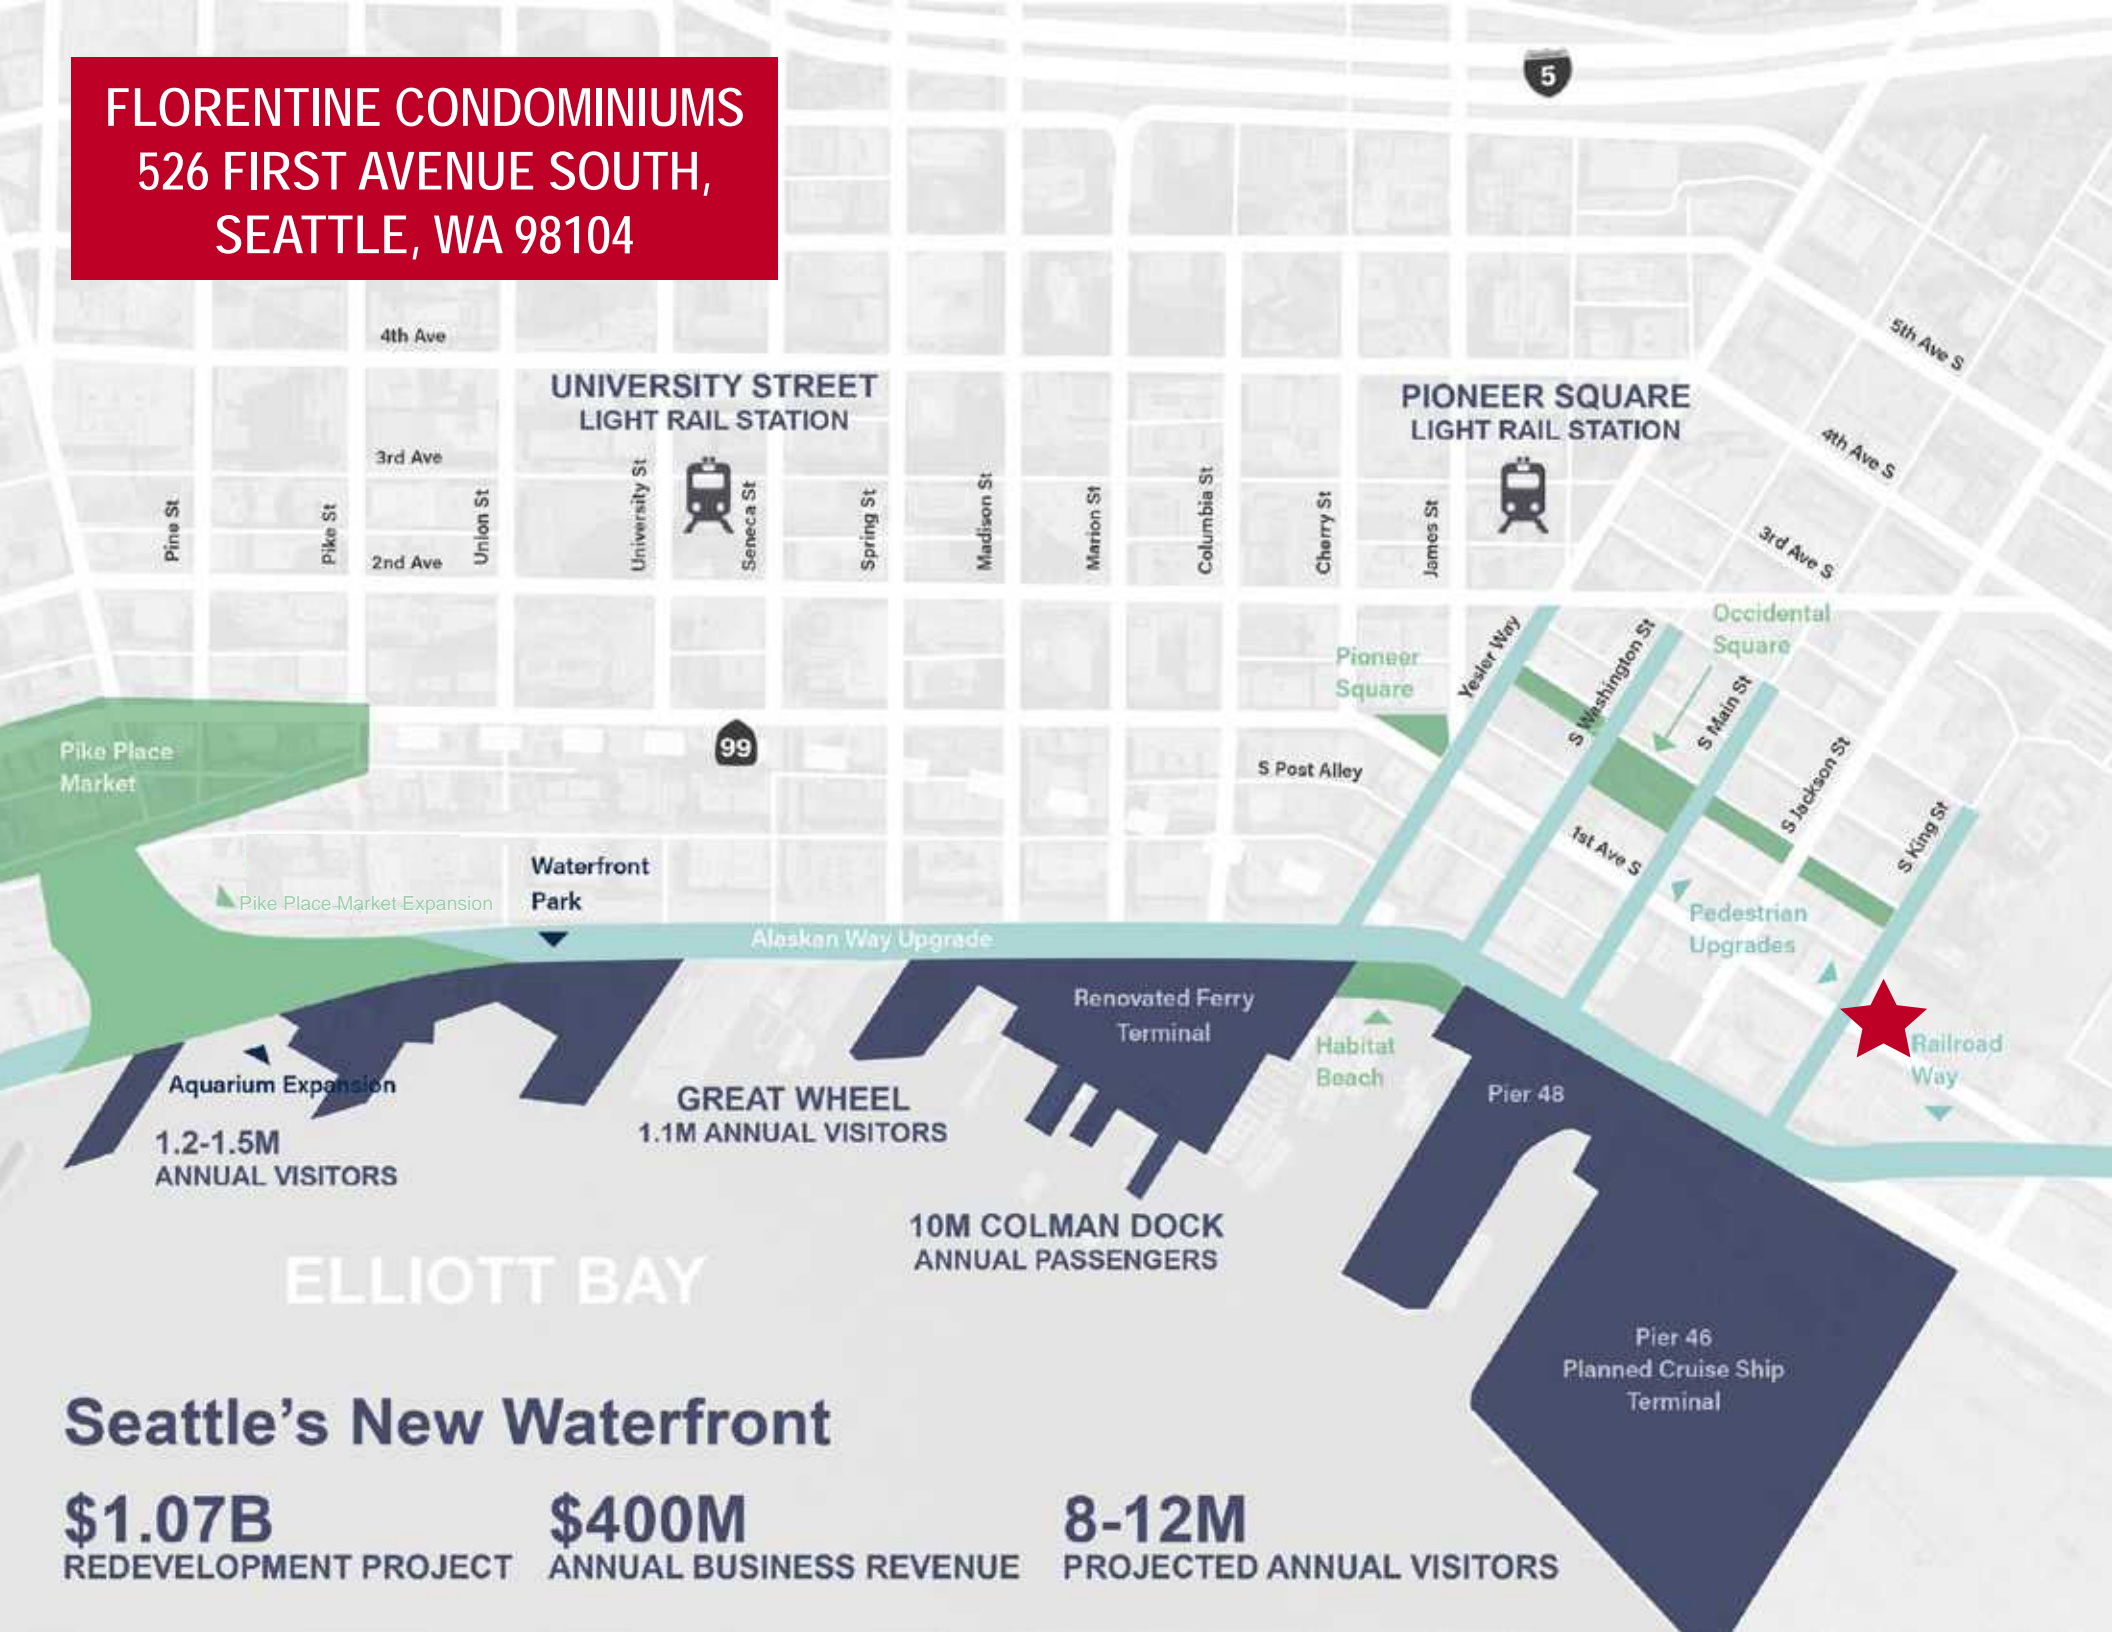 FLORENTINE CONDOMINIUMS
526 FIRST AVENUE SOUTH,
SEATTLE, WA 98104
5
4th Ave
5th Ave S
UNIVERSITY STREET
LIGHT RAIL STATION
PIONEER SQUARE
LIGHT RAIL STATION
4th Ave S
3rd Ave
3rd Ave S
Pine St
Pike St
2nd Ave
Union St
University St
Seneca St
Spring St
Madison St
Marion St
Columbia St
Cherry St
James St
Occidental
Square
Pioneer
Square
Yesler Way
S Washington St
S Main St
S Jackson St
S King St
Pike Place
Market
99
S Post Alley
1st Ave S
Waterfront
Park
Pike Place Market Expansion
Pedestrian
Upgrades
Alaskan Way Upgrade
Renovated Ferry
Terminal
Habitat
Beach
Railroad
Way
Aquarium Expansion
Pier 48
1.2-1.5M
ANNUAL VISITORS
GREAT WHEEL
1.1M ANNUAL VISITORS
10M COLMAN DOCK
ANNUAL PASSENGERS
ELLIOTT BAY
Pier 46
Planned Cruise Ship
Terminal
Seattle’s New Waterfront
$1.07B
REDEVELOPMENT PROJECT
$400M
ANNUAL BUSINESS REVENUE
8-12M
PROJECTED ANNUAL VISITORS